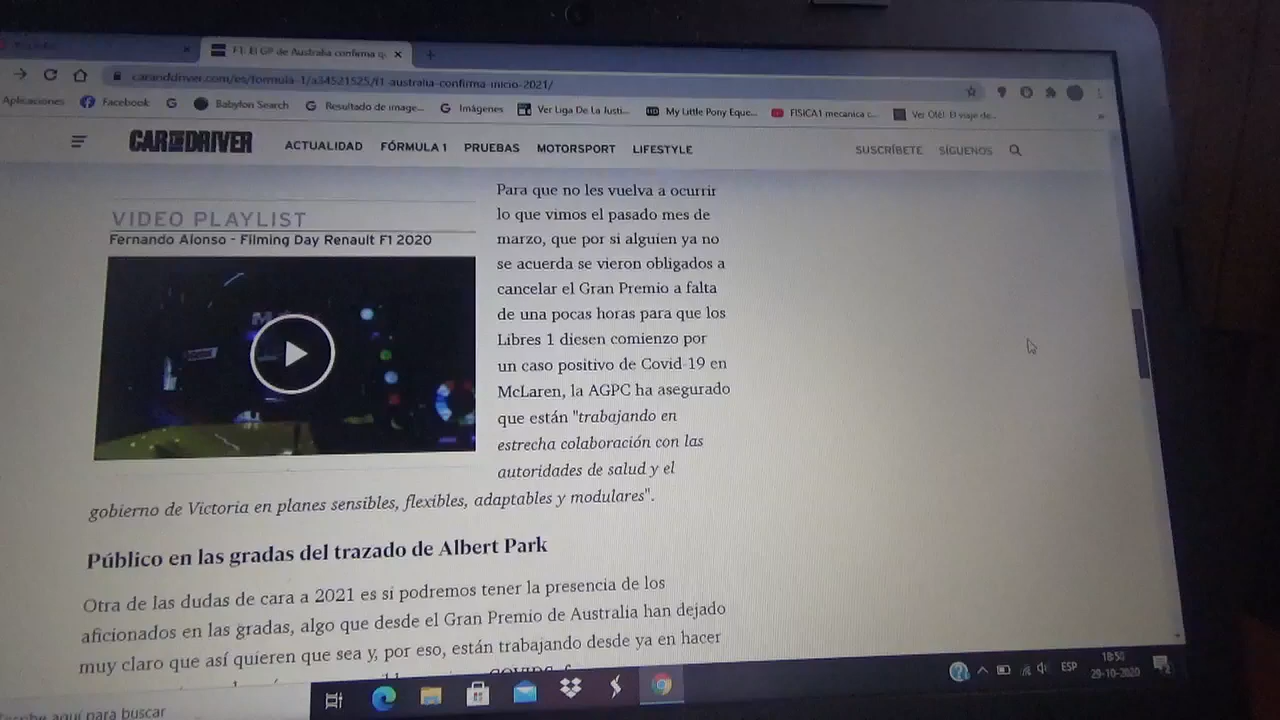 F1: El GP de Australia confirma q
caranddriver.com/es/formula-1/a34521525/f1-australia-confirma-inicio-2021/
Aplicaciones Facebook Babylon Search Resultado de image... Imágenes Ver Liga De La Justi... My Little Pony Eque... FISICA1 mecanica c... Ver Oté! El viaje de...
CAR AND DRIVER ACTUALIDAD FÓRMULA 1 PRUEBAS MOTORSPORT LIFESTYLE SUSCRÍBETE SÍGUENOS
VIDEO PLAYLIST
Fernando Alonso - Filming Day Renault F1 2020
Para que no les vuelva a ocurrir
lo que vimos el pasado mes de
marzo, que por si alguien ya no
se acuerda se vieron obligados a
cancelar el Gran Premio a falta
de una pocas horas para que los
Libres 1 diesen comienzo por
un caso positivo de Covid-19 en
McLaren, la AGPC ha asegurado
que están "trabajando en
estrecha colaboración con las
autoridades de salud y el
gobierno de Victoria en planes sensibles, flexibles, adaptables y modulares".
Público en las gradas del trazado de Albert Park
Otra de las dudas de cara a 2021 es si podremos tener la presencia de los
aficionados en las gradas, algo que desde el Gran Premio de Australia han dejado
muy claro que así quieren que sea y, por eso, están trabajando desde ya en hacer
aquí para buscar
ESP
18:50
29-10-2020